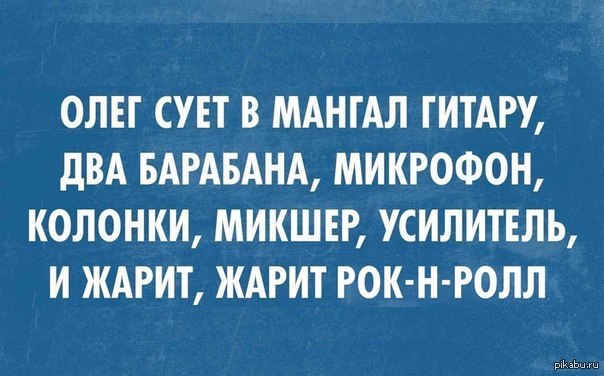 ОЛЕГ СУЕТ В МАНГАЛ ГИТАРУ,
ДВА БАРАБАНА, МИКРОФОН,
КОЛОНКИ, МИКШЕР, УСИЛИТЕЛЬ,
И ЖАРИТ, ЖАРИТ РОК-Н-РОЛЛ
pikabu.ru